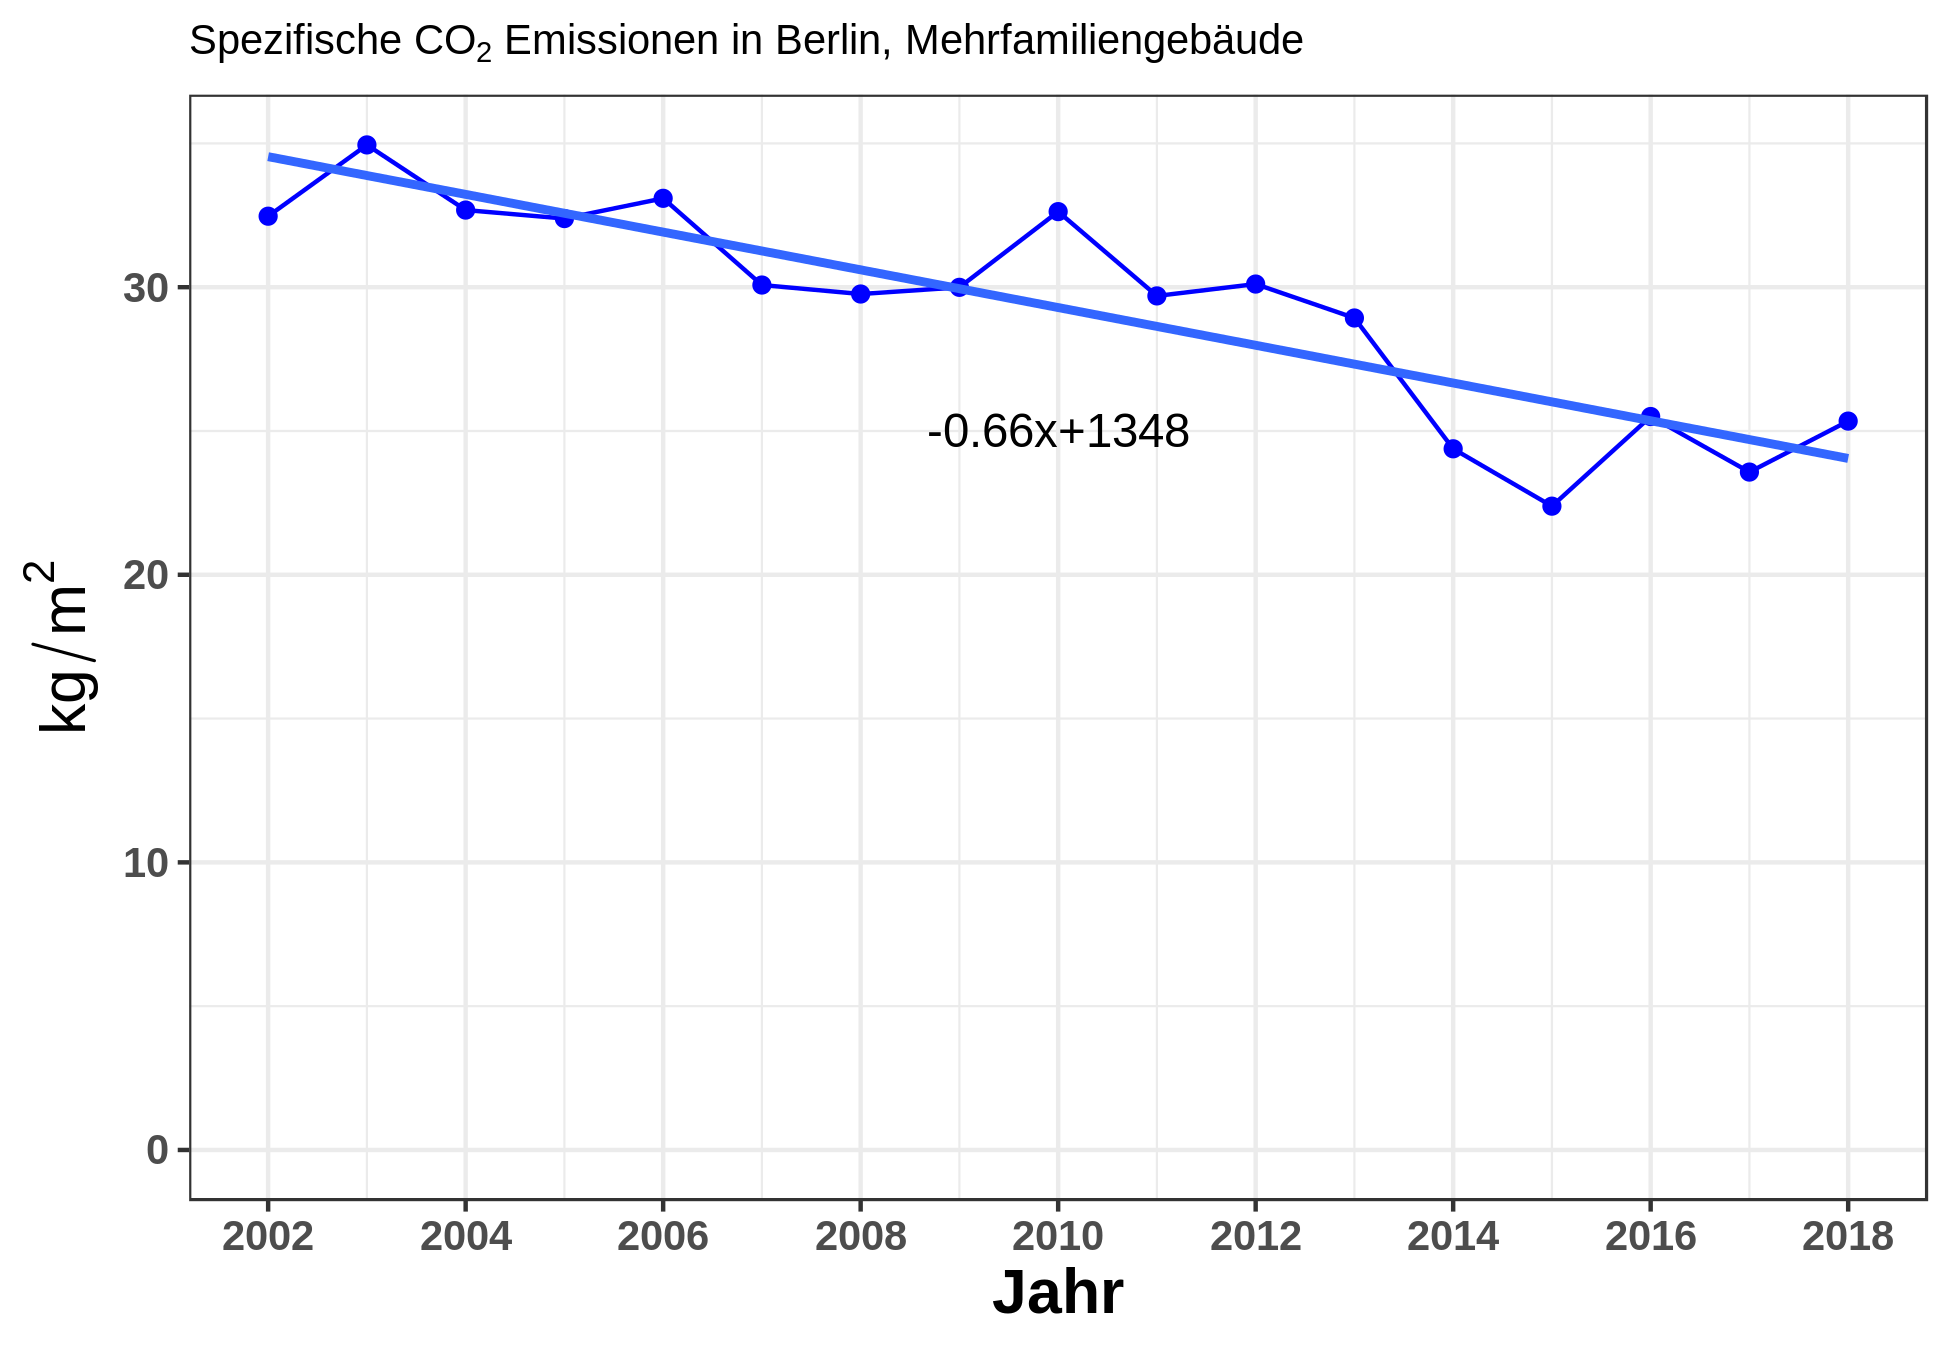 Spezifische CO₂ Emissionen in Berlin, Mehrfamiliengebäude
kg/m²
30
20
10
0
-0.66x+1348
2002 2004 2006 2008 2010 2012 2014 2016 2018
Jahr